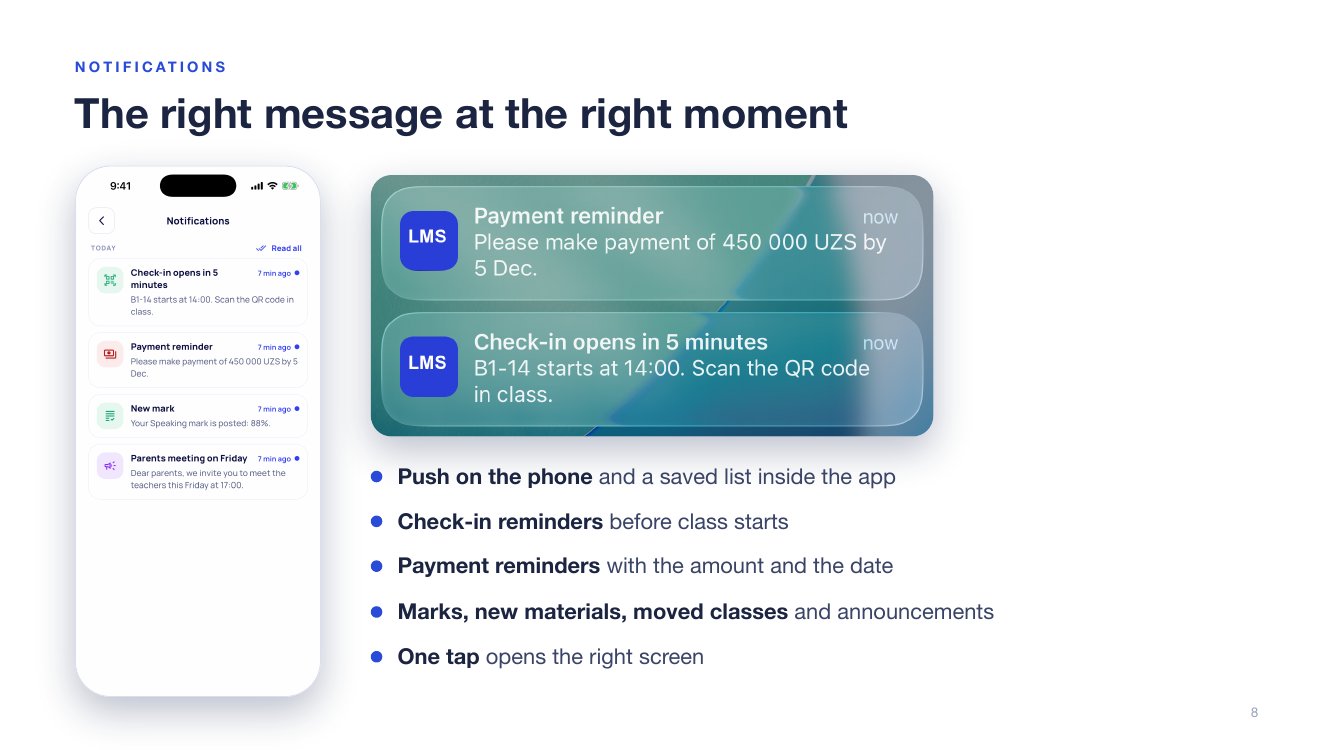 NOTIFICATIONS
The right message at the right moment
9:41
Notifications
TODAY
Read all
Check-in opens in 5
minutes
7 min ago
B1-14 starts at 14:00. Scan the QR code in
class.
Payment reminder
7 min ago
Please make payment of 450 000 UZS by 5
Dec.
New mark
7 min ago
Your Speaking mark is posted: 88%.
Parents meeting on Friday
7 min ago
Dear parents, we invite you to meet the
teachers this Friday at 17:00.
LMS
Payment reminder
now
Please make payment of 450 000 UZS by
5 Dec.
LMS
Check-in opens in 5 minutes
now
B1-14 starts at 14:00. Scan the QR code
in class.
Push on the phone and a saved list inside the app
Check-in reminders before class starts
Payment reminders with the amount and the date
Marks, new materials, moved classes and announcements
One tap opens the right screen
8